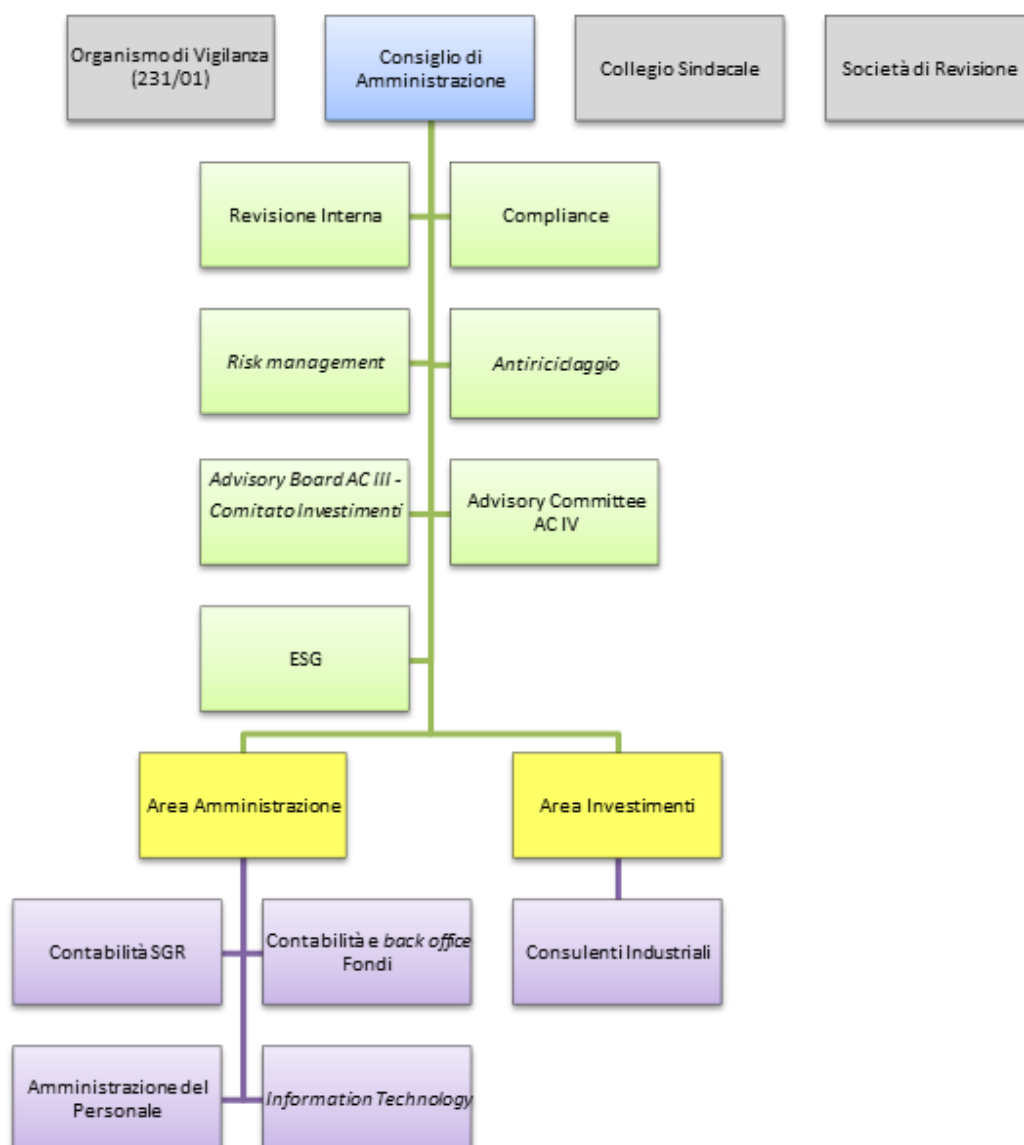 Organismo di Vigilanza
(231/01)
Consiglio di
Amministrazione
Collegio Sindacale
Società di Revisione
Revisione Interna
Compliance
Risk management
Antiriciclaggio
Advisory Board AC III -
Comitato Investimenti
Advisory Committee
AC IV
ESG
Area Amministrazione
Area Investimenti
Contabilità SGR
Contabilità e back office
Fondi
Consulenti Industriali
Amministrazione del
Personale
Information Technology